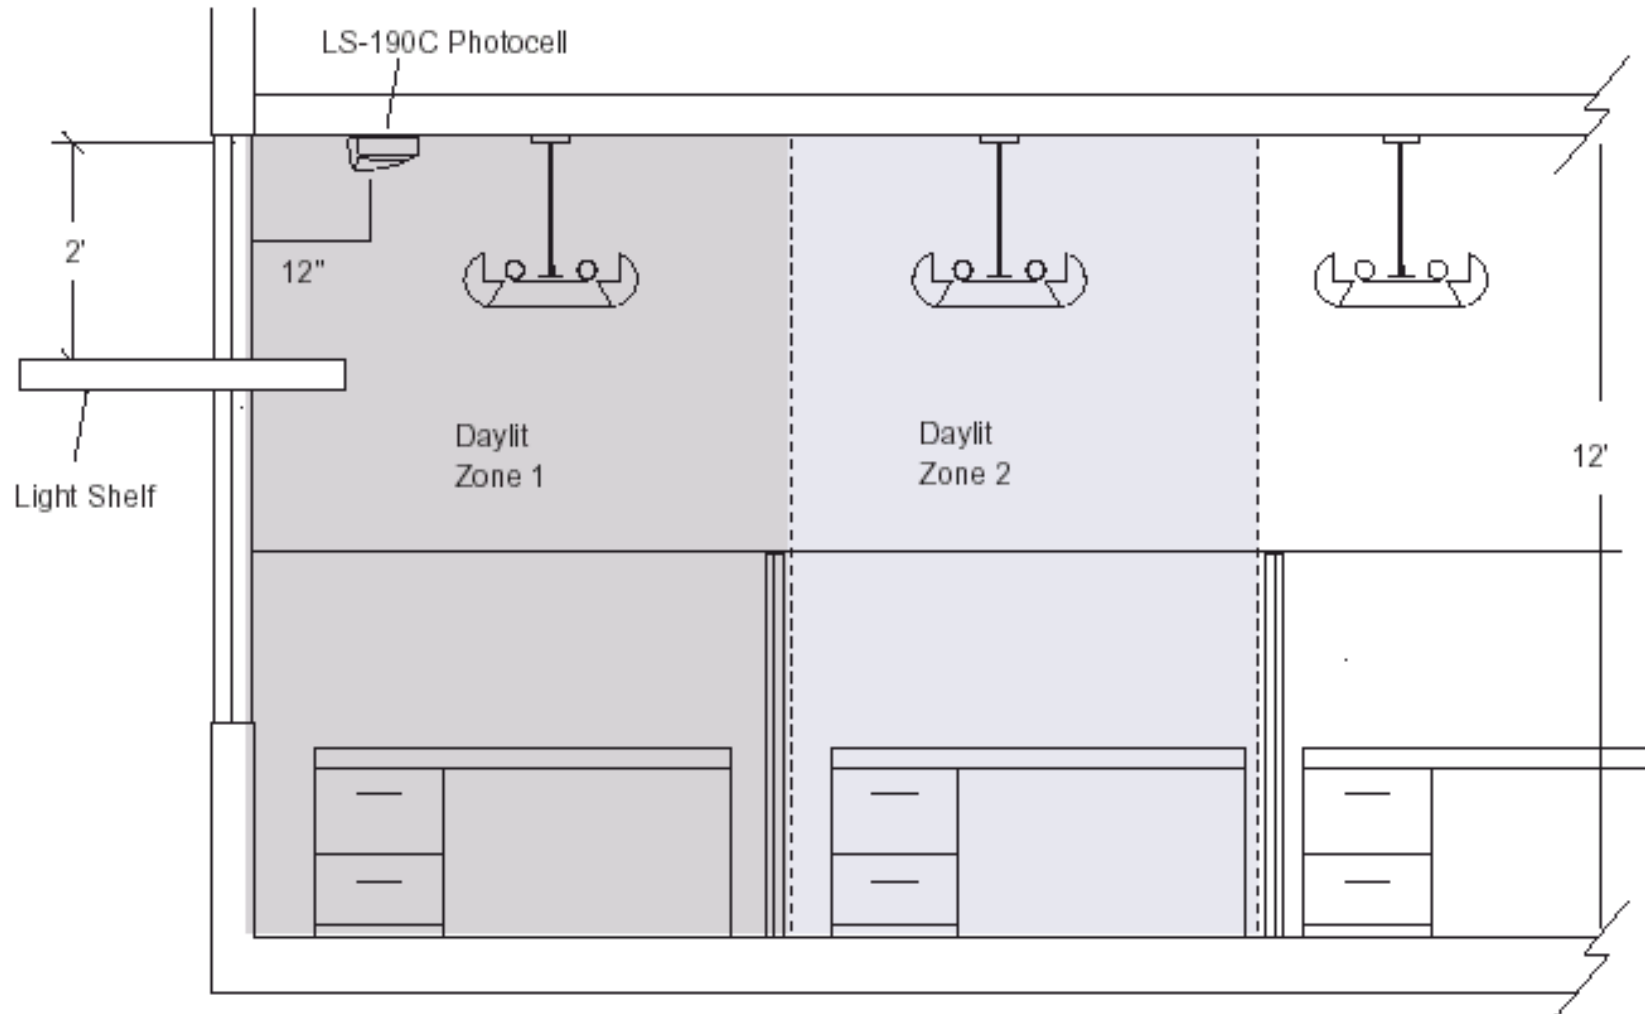 LS-190C Photocell
2'
12"
Daylit
Zone 1
Daylit
Zone 2
12'
Light Shelf